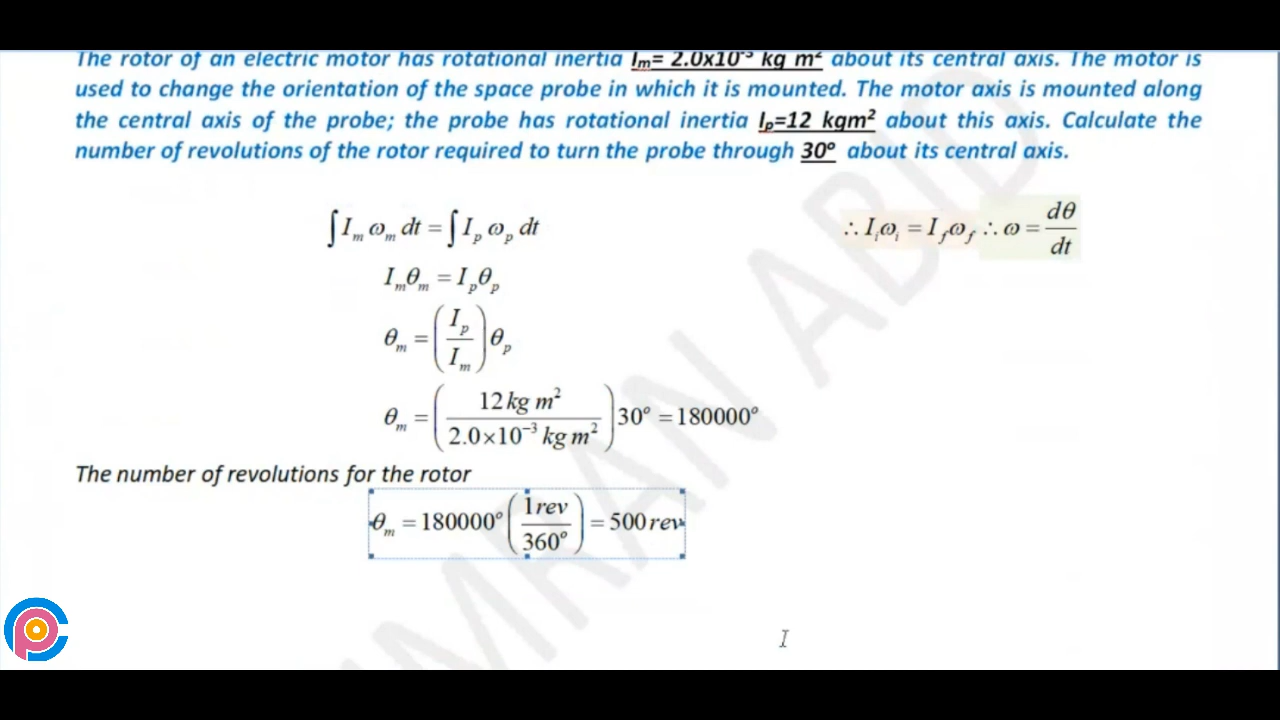 The rotor of an electric motor has rotational inertia Iₘ= 2.0x10⁻³ kg m² about its central axis. The motor is
used to change the orientation of the space probe in which it is mounted. The motor axis is mounted along
the central axis of the probe; the probe has rotational inertia Iₚ=12 kgm² about this axis. Calculate the
number of revolutions of the rotor required to turn the probe through 30° about its central axis.
∫Iₘ ωₘ dt = ∫Iₚ ωₚ dt ∴ Iᵢωᵢ = I_f ω_f ∴ ω = dθ/dt
Iₘθₘ = Iₚθₚ
θₘ = (Iₚ/Iₘ)θₚ
θₘ = (12 kg m²/2.0×10⁻³ kg m²)30° = 180000°
The number of revolutions for the rotor
θₘ = 180000°(1rev/360°) = 500 rev
IMRAN ABID